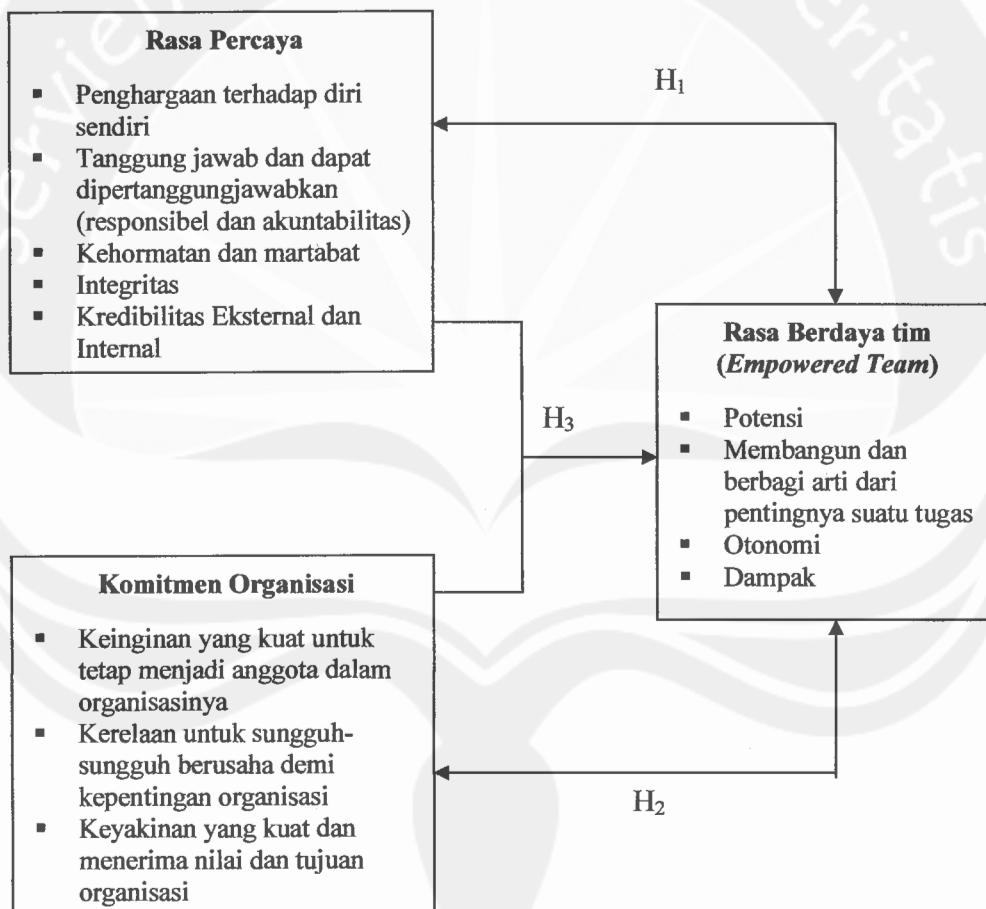 Rasa Percaya
▪ Penghargaan terhadap diri
sendiri
▪ Tanggung jawab dan dapat
dipertanggungjawabkan
(responsibel dan akuntabilitas)
▪ Kehormatan dan martabat
▪ Integritas
▪ Kredibilitas Eksternal dan
Internal
H₁
Rasa Berdaya tim
(Empowered Team)
▪ Potensi
▪ Membangun dan
berbagi arti dari
pentingnya suatu tugas
▪ Otonomi
▪ Dampak
H₃
Komitmen Organisasi
▪ Keinginan yang kuat untuk
tetap menjadi anggota dalam
organisasinya
▪ Kerelaan untuk sungguh-
sungguh berusaha demi
kepentingan organisasi
▪ Keyakinan yang kuat dan
menerima nilai dan tujuan
organisasi
H₂